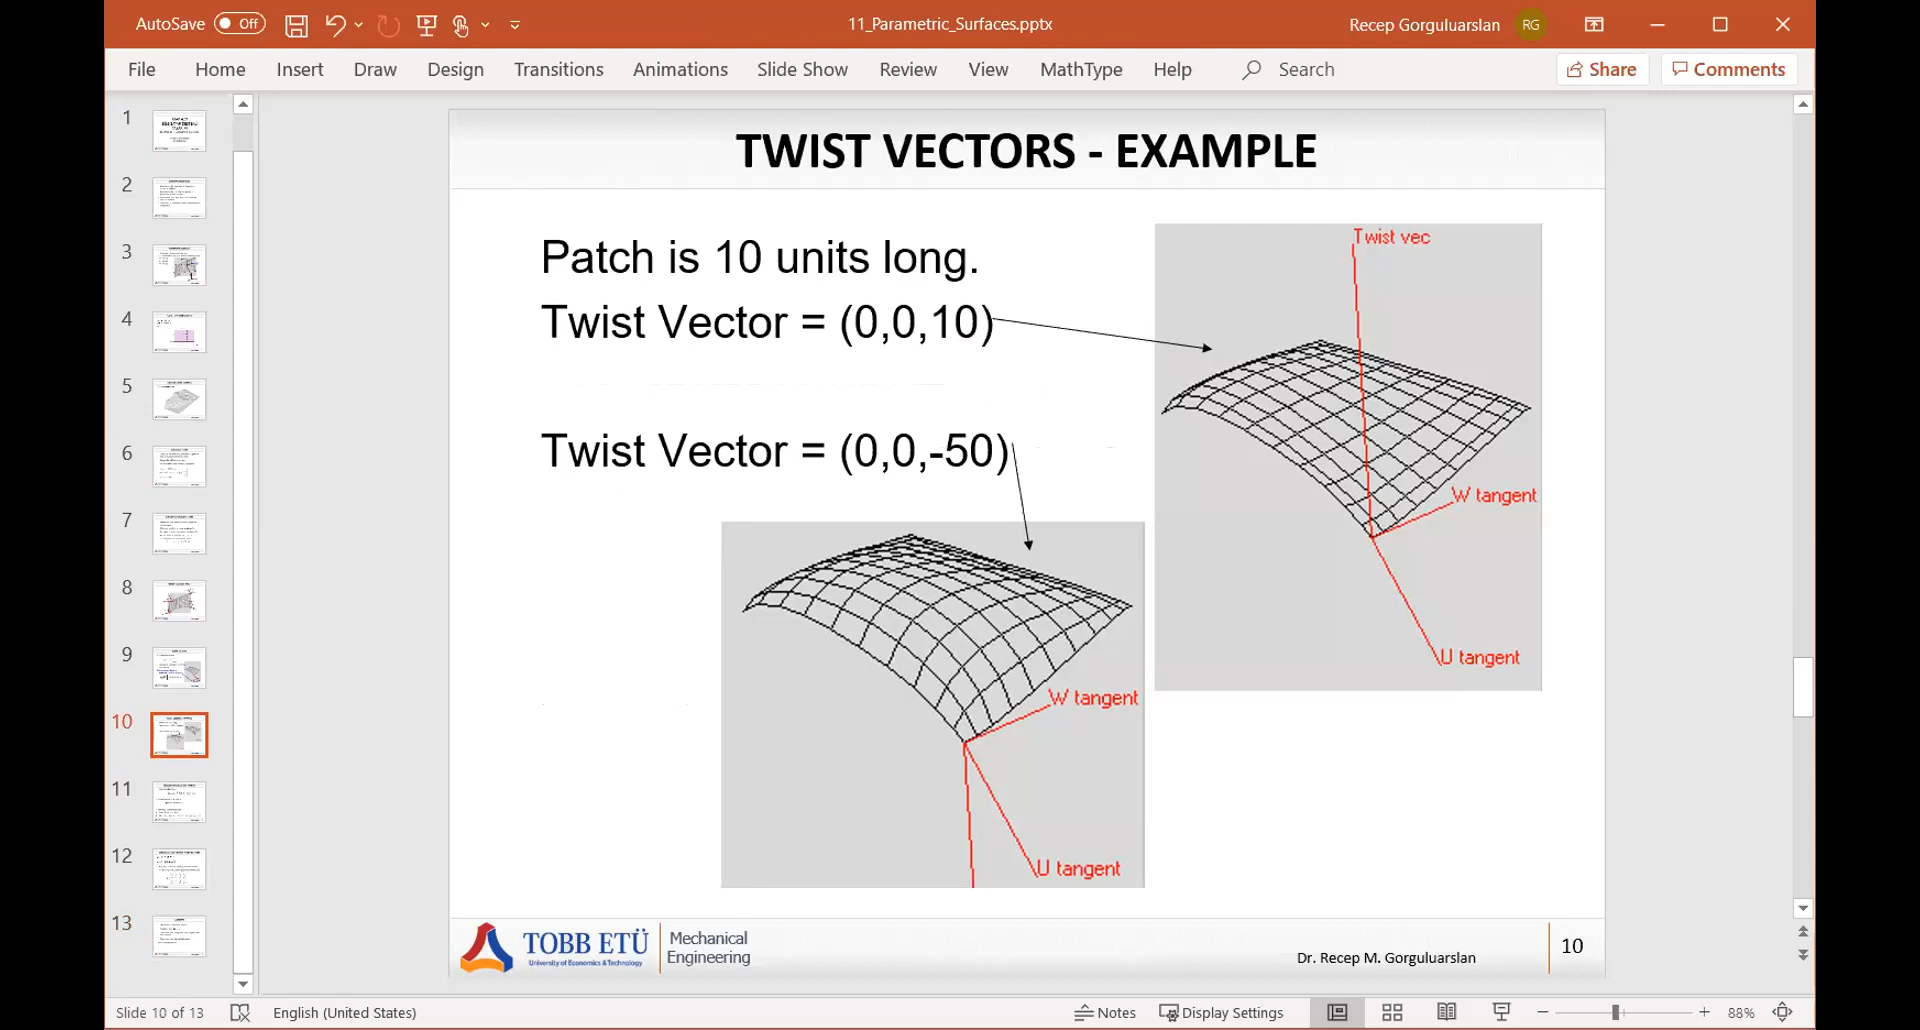 AutoSave Off
11_Parametric_Surfaces.pptx
Recep Gorguluarslan RG
File Home Insert Draw Design Transitions Animations Slide Show Review View MathType Help Search Share Comments
1
2
3
4
5
6
7
8
9
10
11
12
13
TWIST VECTORS - EXAMPLE
Patch is 10 units long.
Twist Vector = (0,0,10)
Twist Vector = (0,0,-50)
Twist vec
W tangent
U tangent
W tangent
U tangent
TOBB ETÜ
University of Economics & Technology
Mechanical
Engineering
Dr. Recep M. Gorguluarslan
10
Slide 10 of 13 English (United States) Notes Display Settings 88%